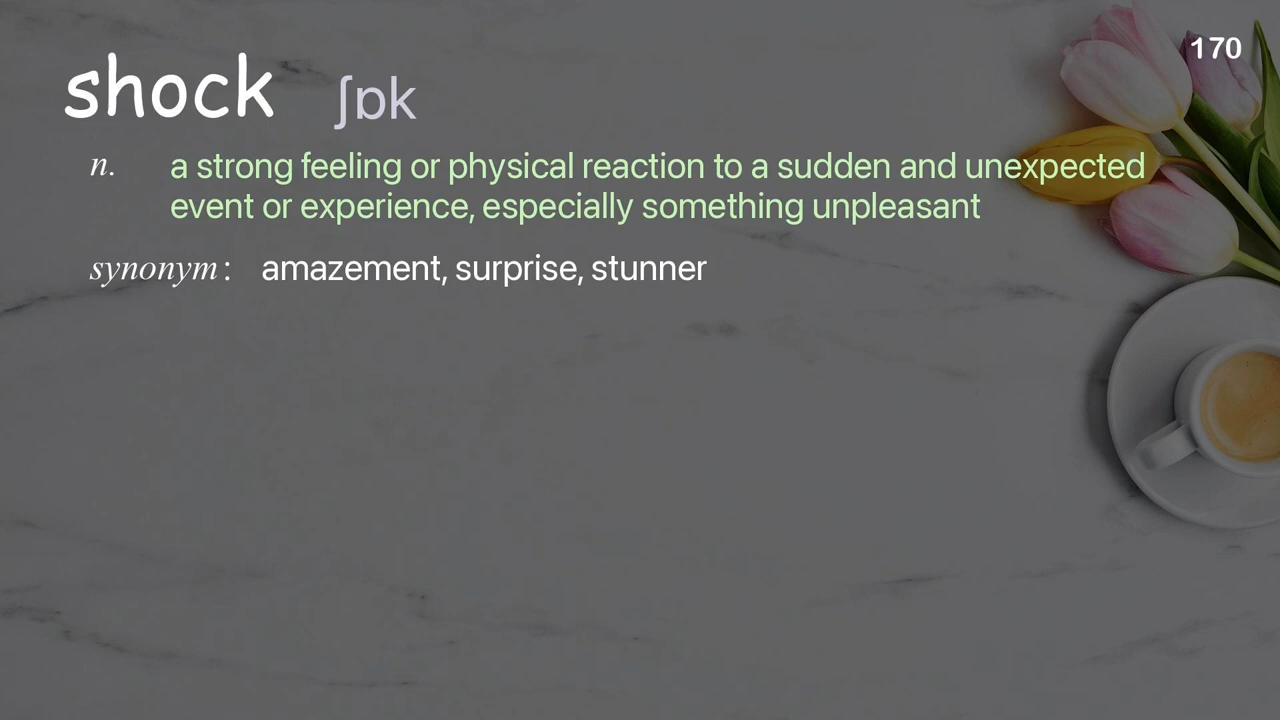 170
shock ʃɒk
n. a strong feeling or physical reaction to a sudden and unexpected
event or experience, especially something unpleasant
synonym: amazement, surprise, stunner